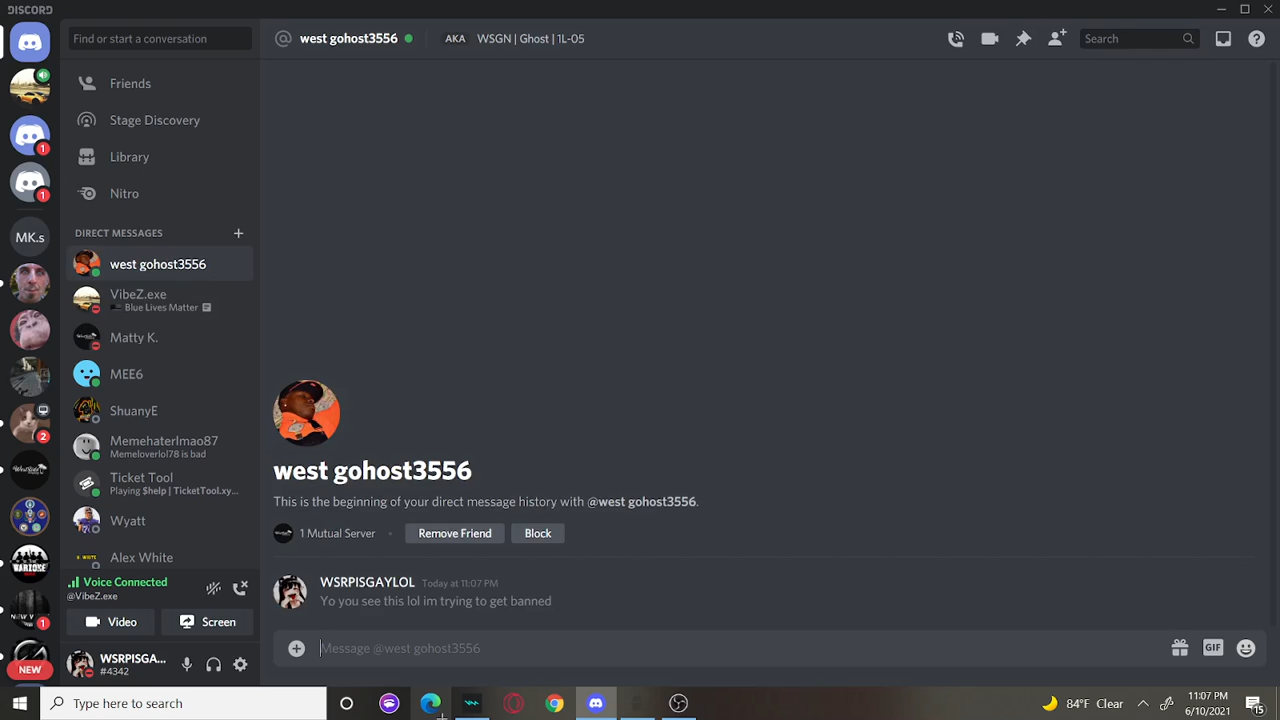 DISCORD
Find or start a conversation
west gohost3556
AKA
WSGN | Ghost | 1L-05
Search
Friends
Stage Discovery
Library
Nitro
DIRECT MESSAGES
west gohost3556
VibeZ.exe
Blue Lives Matter
Matty K.
MEE6
ShuanyE
Memehaterlmao87
Memeloverlol78 is bad
Ticket Tool
Playing $help | TicketTool.xy...
Wyatt
Alex White
1
1
MK.s
2
1
NEW
Voice Connected
@VibeZ.exe
Video
Screen
WSRPISGA...
#4342
west gohost3556
This is the beginning of your direct message history with @west gohost3556.
1 Mutual Server
Remove Friend
Block
WSRPISGAYLOL Today at 11:07 PM
Yo you see this lol im trying to get banned
Message @west gohost3556
GIF
Type here to search
84°F Clear
11:07 PM
6/10/2021
15